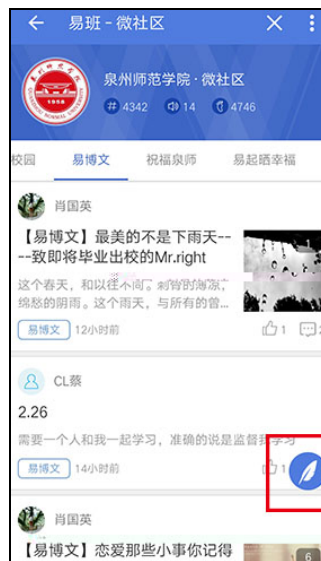 易班 - 微社区
泉州师范学院 · 微社区
4342 14 4746
校园 易博文 祝福泉师 易起晒幸福
肖国英
【易博文】最美的不是下雨天--
--致即将毕业出校的Mr.right
这个春天，和以往不同。刺骨的薄凉，
绵愁的阴雨。这个雨天，与所有的曾...
易博文 12小时前 1
CL蔡
2.26
需要一个人和我一起学习，准确的说是监督我学习
易博文 14小时前 1
肖国英
【易博文】恋爱那些小事你记得
6